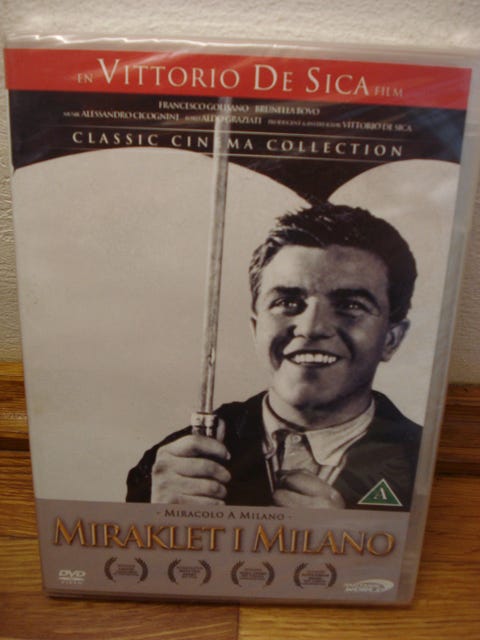 EN VITTORIO DE SICA FILM
FRANCESCO GOLISANO BRUNELLA BOVO
MUSIK ALESSANDRO CICOGNINI FOTO ALDO GRAZIATI PRODUCENT & INSTRUKTØR VITTORIO DE SICA
CLASSIC CINEMA COLLECTION
A
- MIRACOLO A MILANO -
MIRAKLET I MILANO
DVD
VIDEO